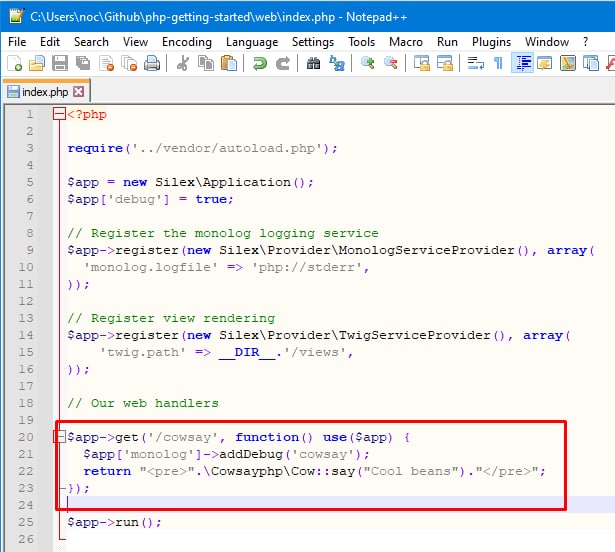 C:\Users\noc\Github\php-getting-started\web\index.php - Notepad++
File Edit Search View Encoding Language Settings Tools Macro Run Plugins Window ?
index.php
1 <?php
2
3 require('../vendor/autoload.php');
4
5 $app = new Silex\Application();
6 $app['debug'] = true;
7
8 // Register the monolog logging service
9 $app->register(new Silex\Provider\MonologServiceProvider(), array(
10   'monolog.logfile' => 'php://stderr',
11 ));
12
13 // Register view rendering
14 $app->register(new Silex\Provider\TwigServiceProvider(), array(
15     'twig.path' => __DIR__.'/views',
16 ));
17
18 // Our web handlers
19
20 $app->get('/cowsay', function() use($app) {
21   $app['monolog']->addDebug('cowsay');
22   return "<pre>".\Cowsayphp\Cow::say("Cool beans")."</pre>";
23 });
24
25 $app->run();
26